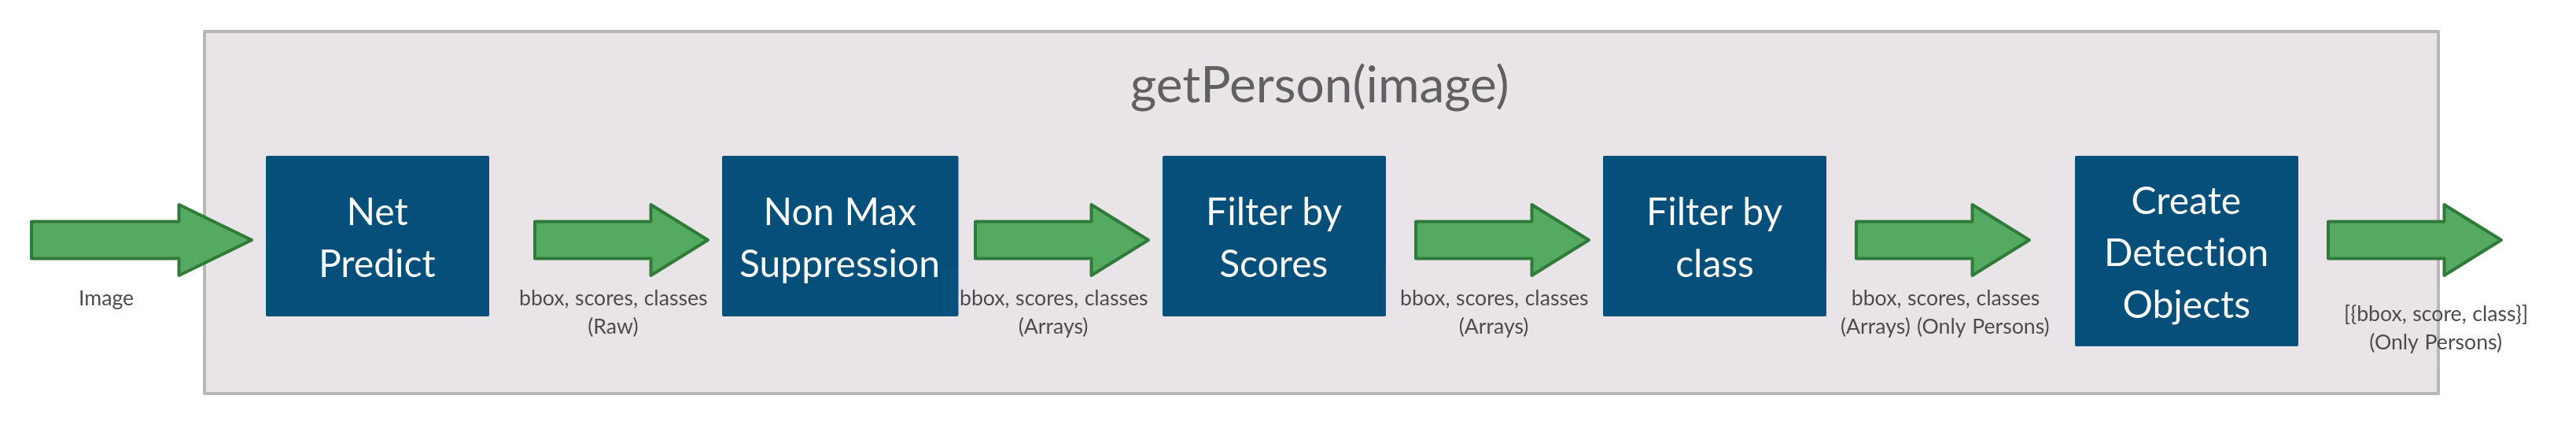 getPerson(image)
Net
Predict
Non Max
Suppression
Filter by
Scores
Filter by
class
Create
Detection
Objects
Image
bbox, scores, classes
(Raw)
bbox, scores, classes
(Arrays)
bbox, scores, classes
(Arrays)
bbox, scores, classes
(Arrays) (Only Persons)
[{bbox, score, class}]
(Only Persons)